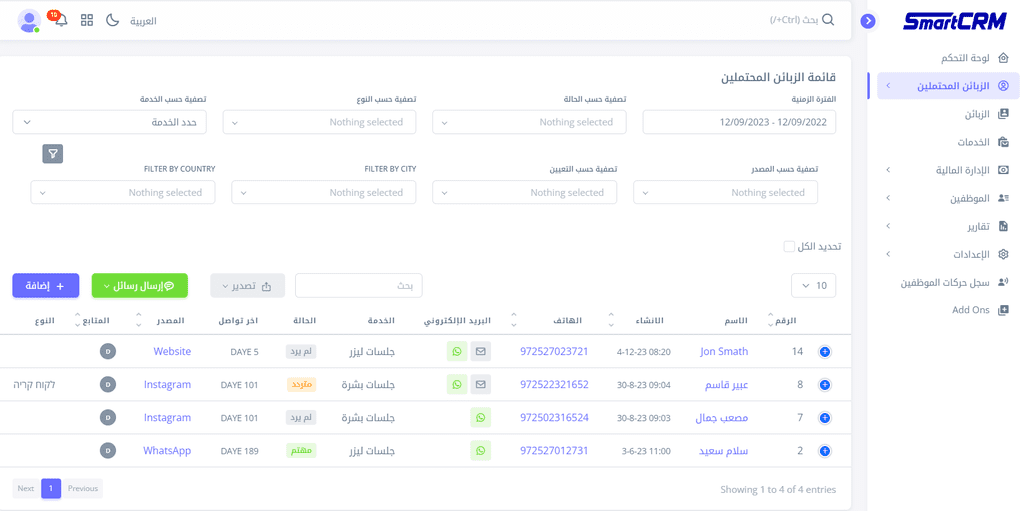 SmartCRM
لوحة التحكم
الزبائن المحتملين
الزبائن
الخدمات
الإدارة المالية
الموظفين
تقارير
الإعدادات
سجل حركات الموظفين
Add Ons
بحث (Ctrl+/)
العربية
10
قائمة الزبائن المحتملين
الفترة الزمنية تصفية حسب الحالة تصفية حسب النوع تصفية حسب الخدمة
12/09/2023 - 12/09/2022 Nothing selected Nothing selected حدد الخدمة
تصفية حسب المصدر تصفية حسب التعيين FILTER BY CITY FILTER BY COUNTRY
Nothing selected Nothing selected Nothing selected Nothing selected
تحديد الكل
10 بحث تصدير إرسال رسائل + إضافة
الرقم الاسم الانشاء الهاتف البريد الإلكتروني الخدمة الحالة اخر تواصل المصدر المتابع النوع
14 Jon Smath 4-12-23 08:20 972527023721 جلسات ليزر لم يرد DAYE 5 Website D
8 عبير قاسم 30-8-23 09:04 972522321652 جلسات بشرة متردد DAYE 101 Instagram D לקוח קריה
7 مصعب جمال 30-8-23 09:03 972502316524 جلسات بشرة لم يرد DAYE 101 Instagram D
2 سلام سعيد 3-6-23 11:00 972527012731 جلسات ليزر مهتم DAYE 189 WhatsApp D
Showing 1 to 4 of 4 entries
Next 1 Previous